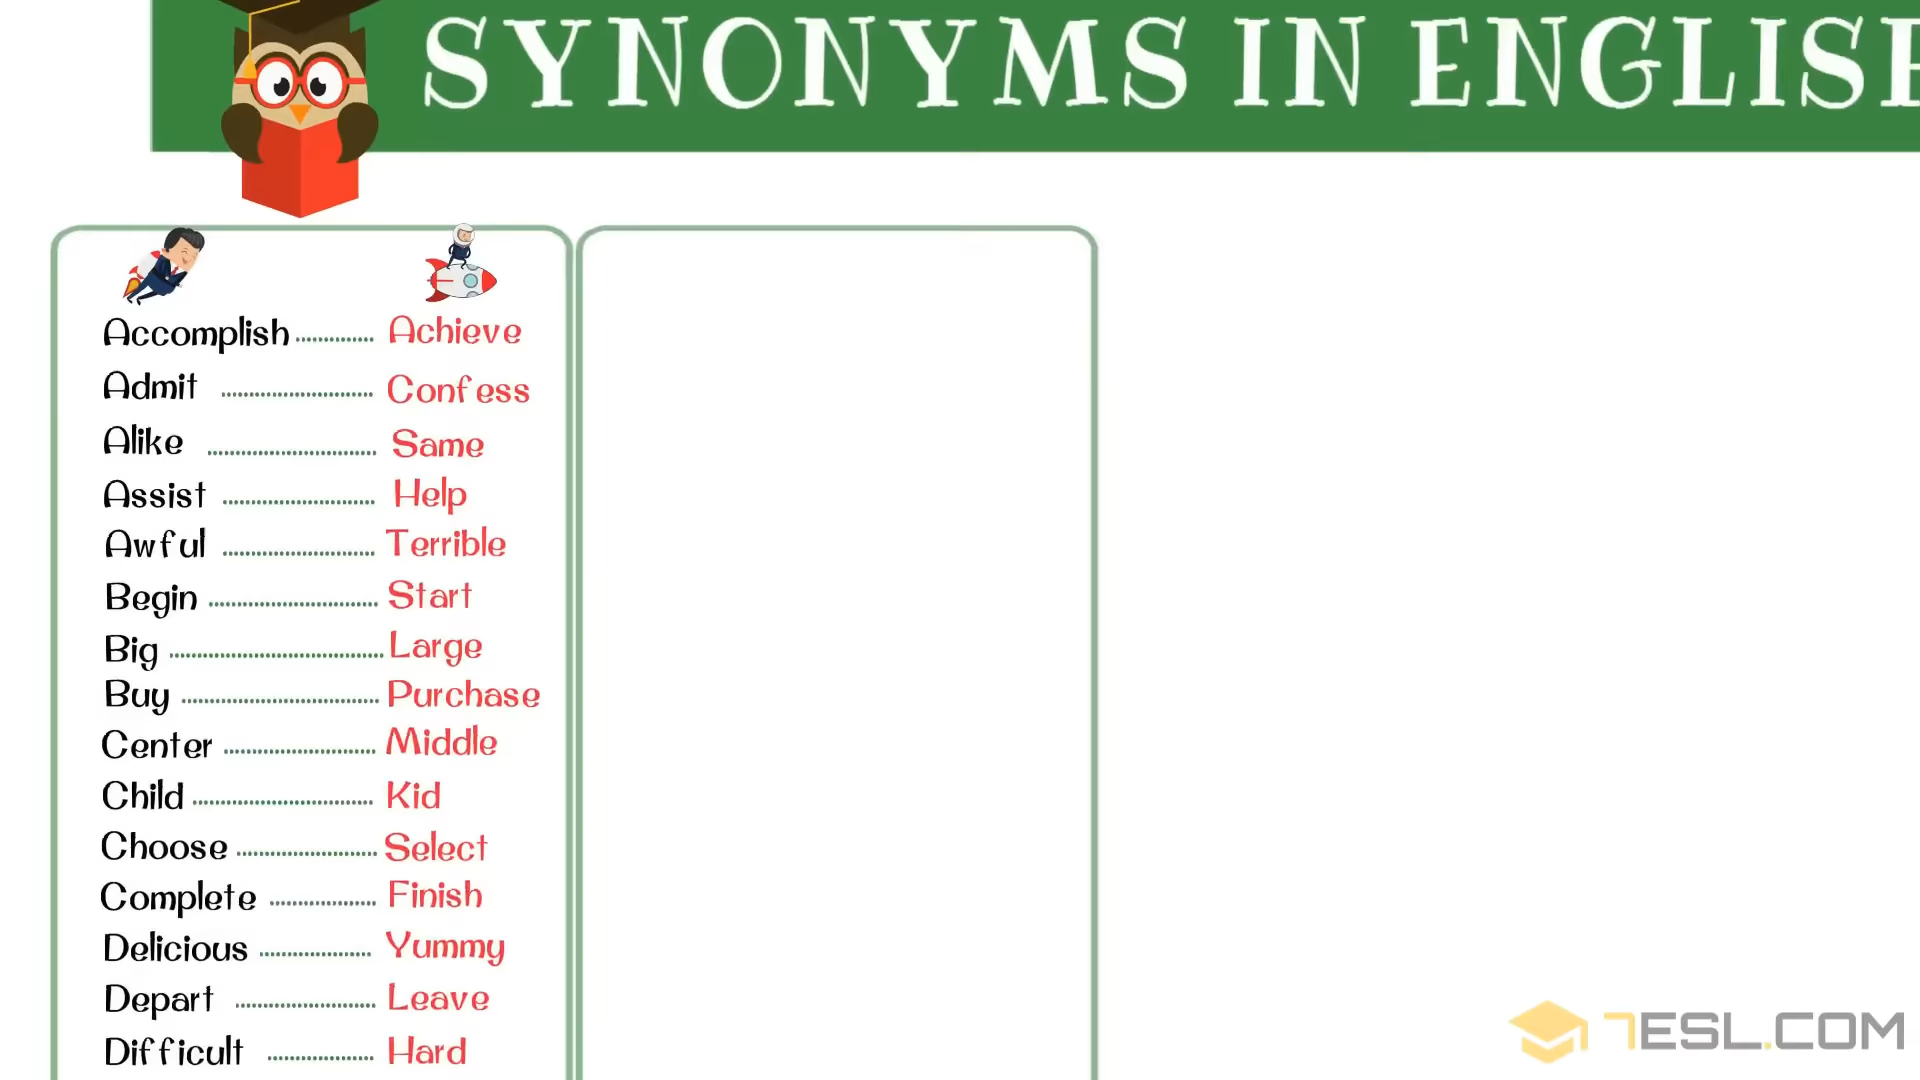 SYNONYMS IN ENGLISH
Accomplish ............ Achieve
Admit ............ Confess
Alike ............ Same
Assist ............ Help
Awful ............ Terrible
Begin ............ Start
Big ............ Large
Buy ............ Purchase
Center ............ Middle
Child ............ Kid
Choose ............ Select
Complete ............ Finish
Delicious ............ Yummy
Depart ............ Leave
Difficult ............ Hard
7ESL.COM